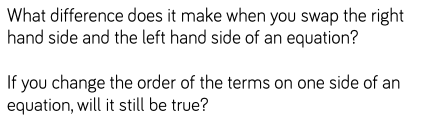 What difference does it make when you swap the right
hand side and the left hand side of an equation?
If you change the order of the terms on one side of an
equation, will it still be true?